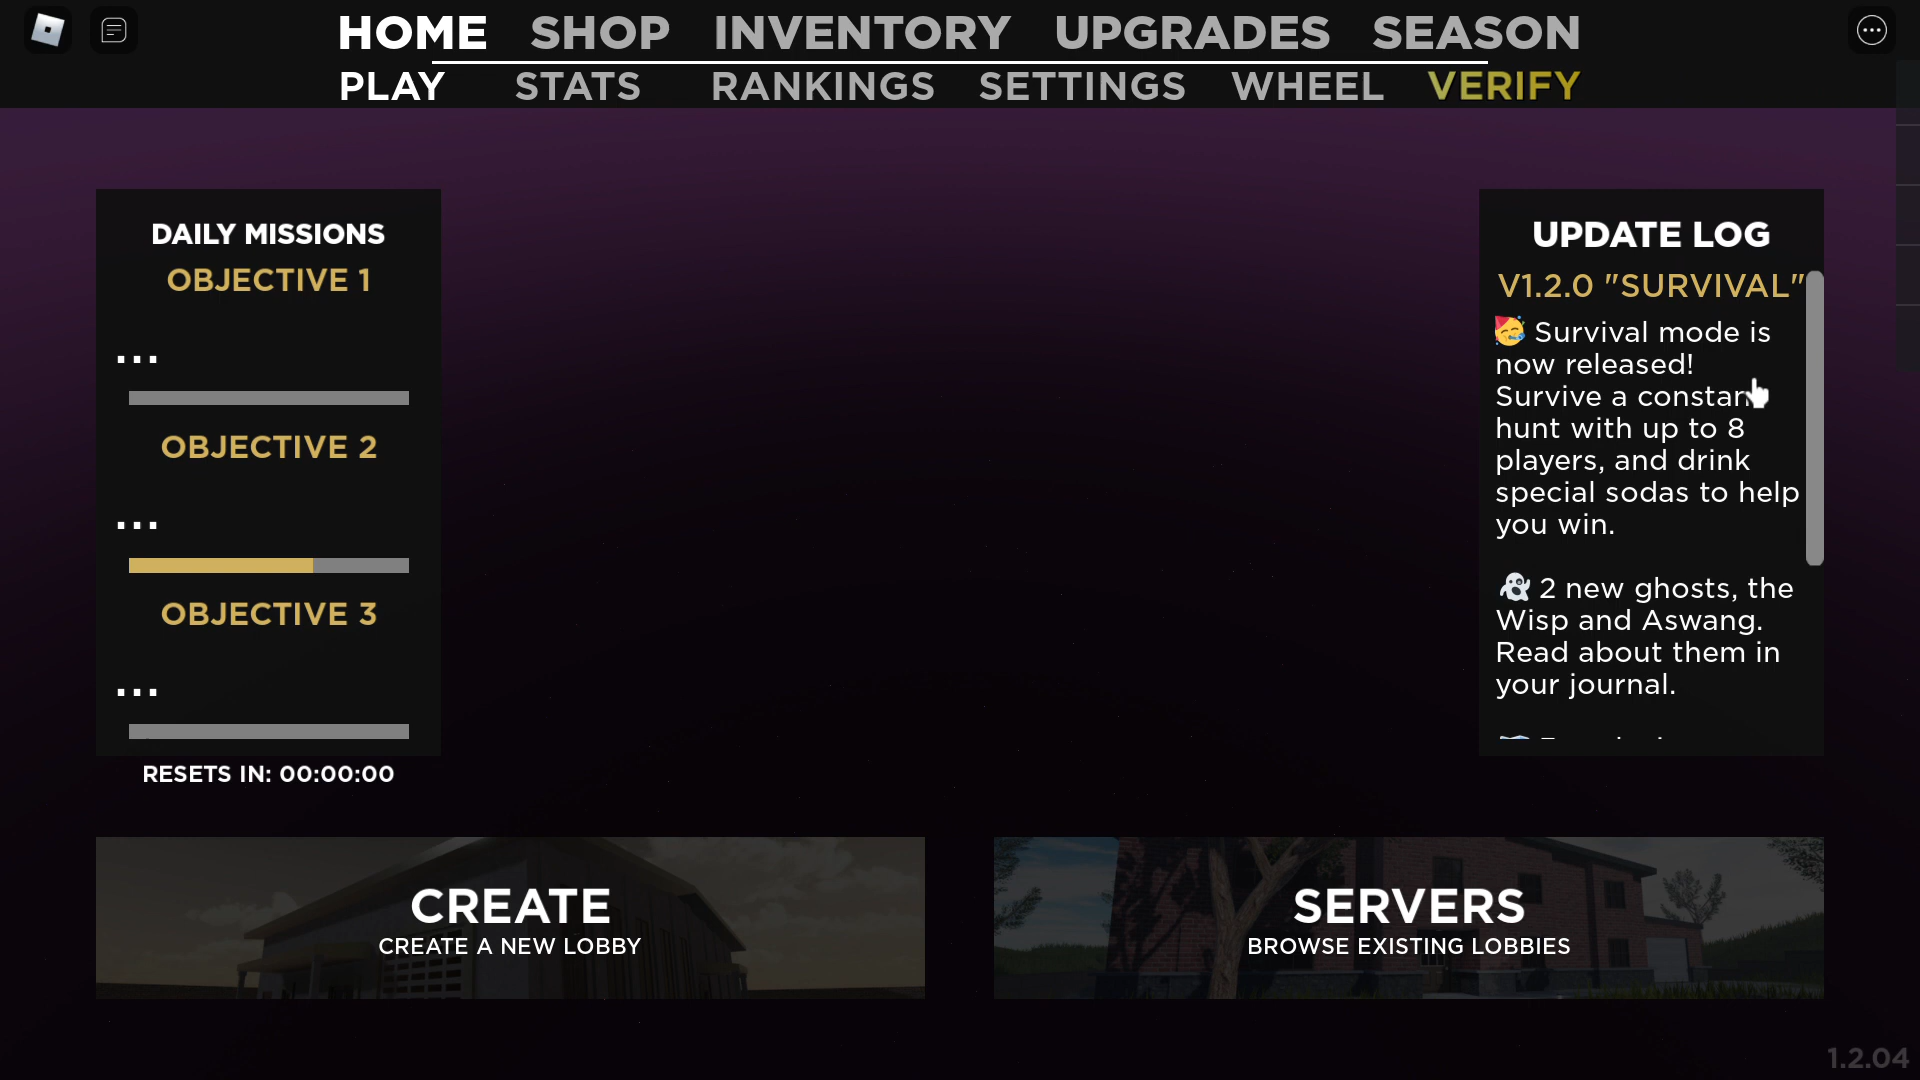 HOME SHOP INVENTORY UPGRADES SEASON
PLAY STATS RANKINGS SETTINGS WHEEL VERIFY
DAILY MISSIONS
OBJECTIVE 1
...
OBJECTIVE 2
...
OBJECTIVE 3
...
RESETS IN: 00:00:00
UPDATE LOG
V1.2.0 "SURVIVAL"
🥳 Survival mode is
now released!
Survive a constant
hunt with up to 8
players, and drink
special sodas to help
you win.
👻 2 new ghosts, the
Wisp and Aswang.
Read about them in
your journal.
CREATE
CREATE A NEW LOBBY
SERVERS
BROWSE EXISTING LOBBIES
1.2.04